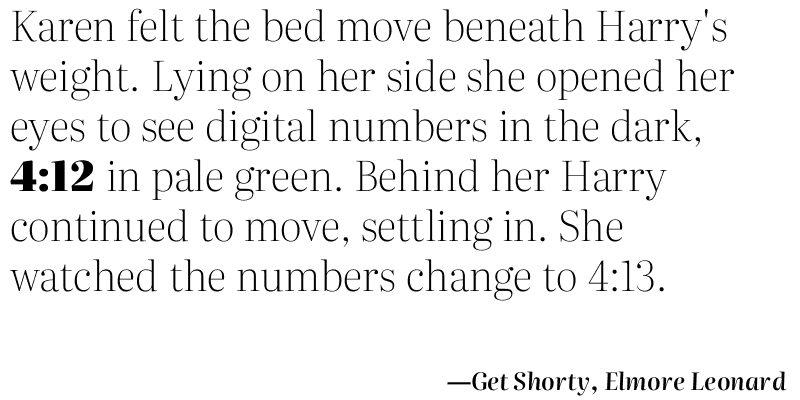 Karen felt the bed move beneath Harry's
weight. Lying on her side she opened her
eyes to see digital numbers in the dark,
4:12 in pale green. Behind her Harry
continued to move, settling in. She
watched the numbers change to 4:13.
—Get Shorty, Elmore Leonard